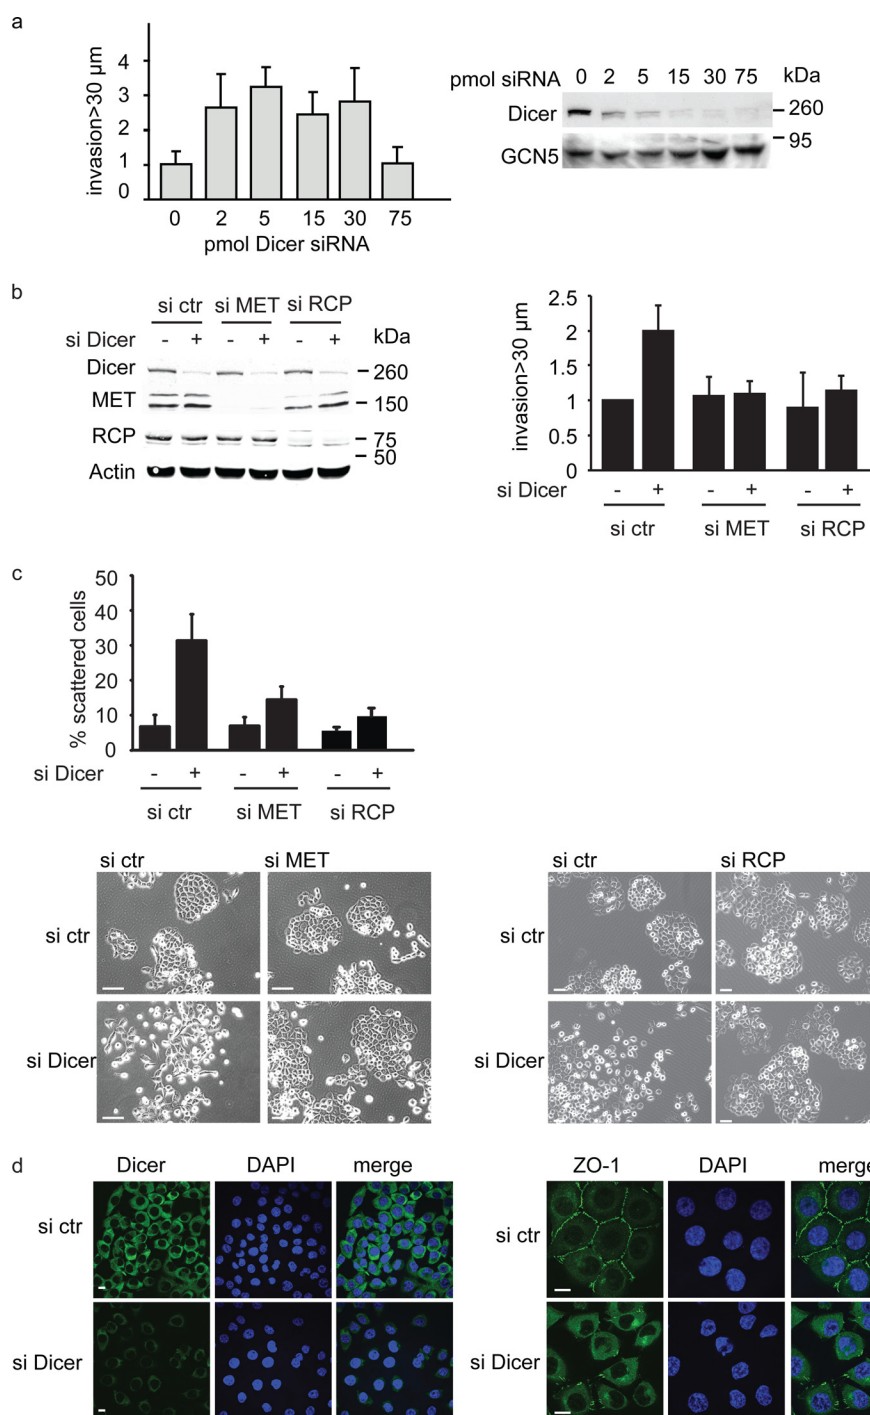 a
invasion>30 µm
4
3
2
1
0
0 2 5 15 30 75
pmol Dicer siRNA
pmol siRNA 0 2 5 15 30 75 kDa
Dicer
260
95
GCN5
b
si ctr si MET si RCP
si Dicer - + - + - + kDa
Dicer
260
MET
150
RCP
75
50
Actin
invasion>30 µm
2.5
2
1.5
1
0.5
0
si Dicer - + - + - +
si ctr si MET si RCP
c
% scattered cells
50
40
30
20
10
0
si Dicer - + - + - +
si ctr si MET si RCP
si ctr si MET
si ctr
si Dicer
si ctr si RCP
si ctr
si Dicer
d
Dicer DAPI merge
si ctr
si Dicer
ZO-1 DAPI merge
si ctr
si Dicer